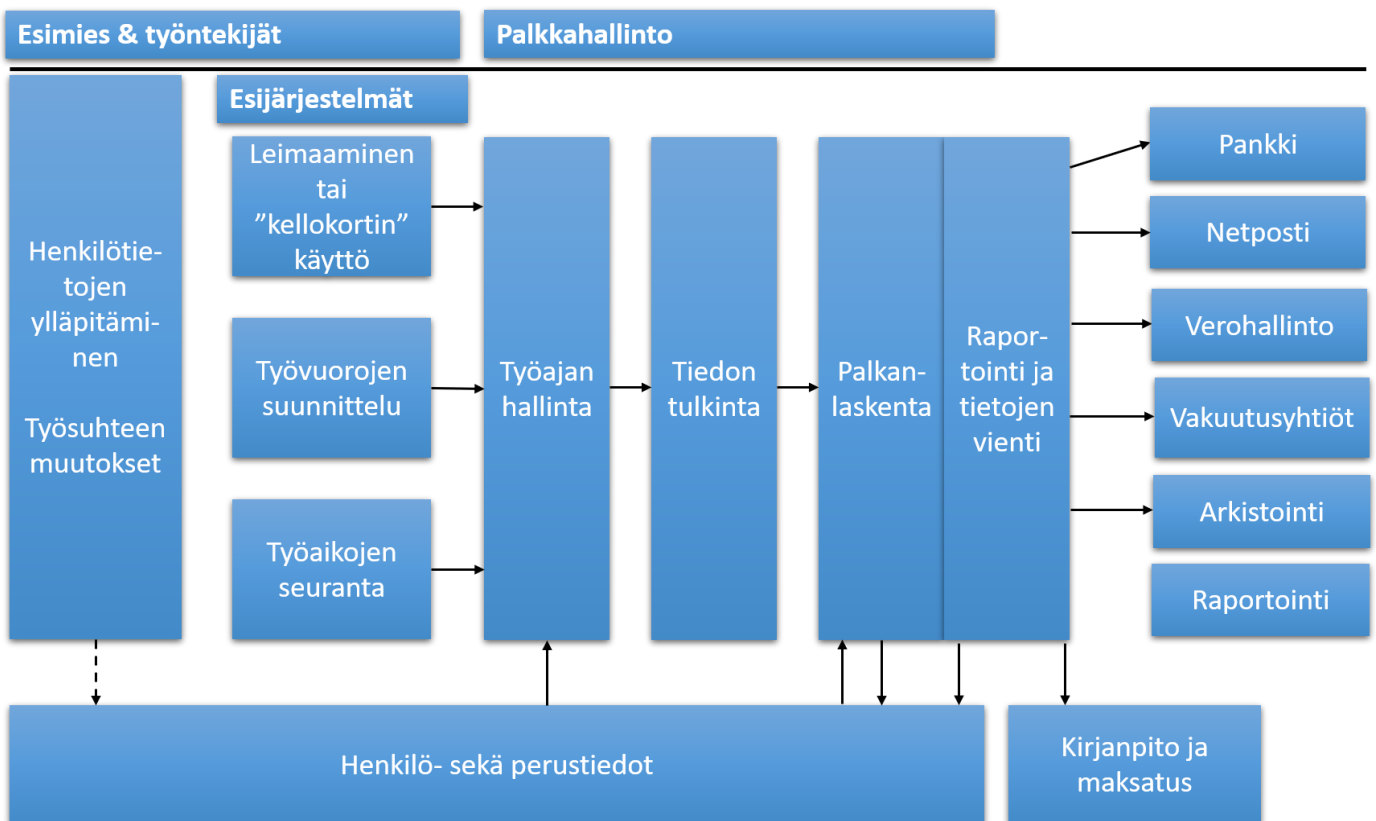 Esimies & työntekijät
Palkkahallinto
Henkilötie-
tojen
ylläpitämi-
nen
Työsuhteen
muutokset
Esijärjestelmät
Leimaaminen
tai
”kellokortin”
käyttö
Työvuorojen
suunnittelu
Työaikojen
seuranta
Työajan
hallinta
Tiedon
tulkinta
Palkan-
laskenta
Rapor-
tointi ja
tietojen
vienti
Pankki
Netposti
Verohallinto
Vakuutusyhtiöt
Arkistointi
Raportointi
Henkilö- sekä perustiedot
Kirjanpito ja
maksatus